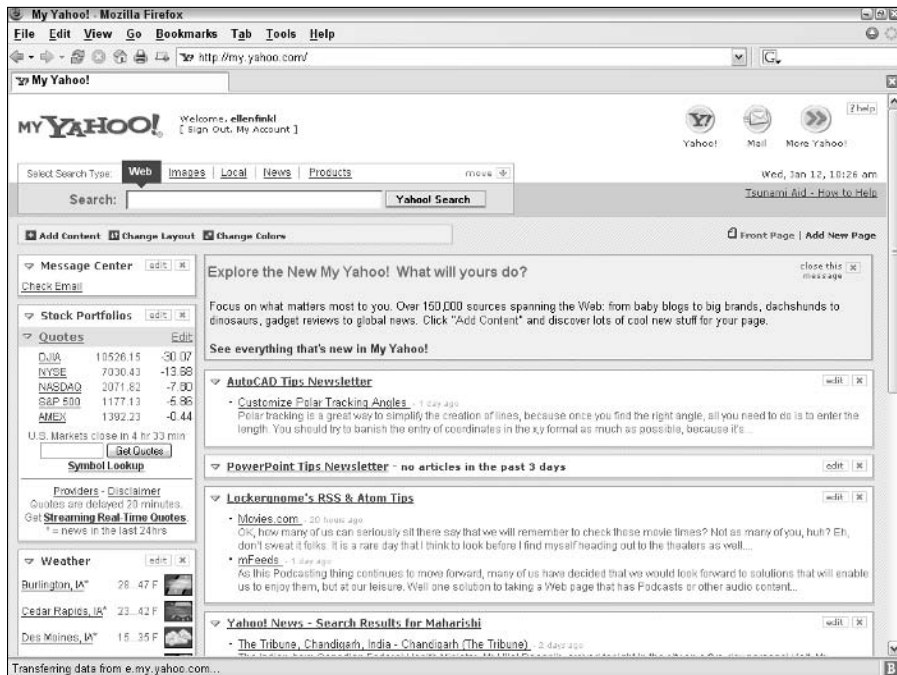 My Yahoo! - Mozilla Firefox
File Edit View Go Bookmarks Tab Tools Help
http://my.yahoo.com/
G
My Yahoo!
MY YAHOO!
Welcome, ellenfinkl
[ Sign Out, My Account ]
Yahoo! Mail More Yahoo!
?help
Select Search Type: Web Images Local News Products move
Wed, Jan 12, 10:26 am
Search: Yahoo! Search
Tsunami Aid - How to Help
Add Content Change Layout Change Colors
Front Page | Add New Page
Message Center edit x
Check Email
Stock Portfolios edit x
Quotes Edit
DJIA 10526.15 -30.07
NYSE 7030.43 -13.68
NASDAQ 2071.82 -7.80
S&P 500 1177.13 -5.86
AMEX 1392.23 -0.44
U.S. Markets close in 4 hr 33 min
Get Quotes
Symbol Lookup
Providers - Disclaimer
Quotes are delayed 20 minutes.
Get Streaming Real-Time Quotes.
* = news in the last 24hrs
Weather edit x
Burlington, IA* 28...47 F
Cedar Rapids, IA* 23...42 F
Des Moines, IA* 15...35 F
Explore the New My Yahoo! What will yours do?
close this message x
Focus on what matters most to you. Over 150,000 sources spanning the Web: from baby blogs to big brands, dachshunds to
dinosaurs, gadget reviews to global news. Click "Add Content" and discover lots of cool new stuff for your page.
See everything that's new in My Yahoo!
AutoCAD Tips Newsletter edit x
- Customize Polar Tracking Angles - 1 day ago
Polar tracking is a great way to simplify the creation of lines, because once you find the right angle, all you need to do is to enter the
length. You should try to banish the entry of coordinates in the x,y format as much as possible, because it's...
PowerPoint Tips Newsletter - no articles in the past 3 days edit x
Lockergnome's RSS & Atom Tips edit x
- Movies.com - 20 hours ago
OK, how many of us can seriously sit there say that we will remember to check those movie times? Not as many of you, huh? Eh,
don't sweat it folks. It is a rare day that I think to look before I find myself heading out to the theaters as well....
- mFeeds - 1 day ago
As this Podcasting thing continues to move forward, many of us have decided that we would look forward to solutions that will enable
us to enjoy them, but at our leisure. Well one solution to taking a Web page that has Podcasts or other audio content...
Yahoo! News - Search Results for Maharishi edit x
- The Tribune, Chandigarh, India - Chandigarh (The Tribune) - 2 days ago
Transferring data from e.my.yahoo.com...